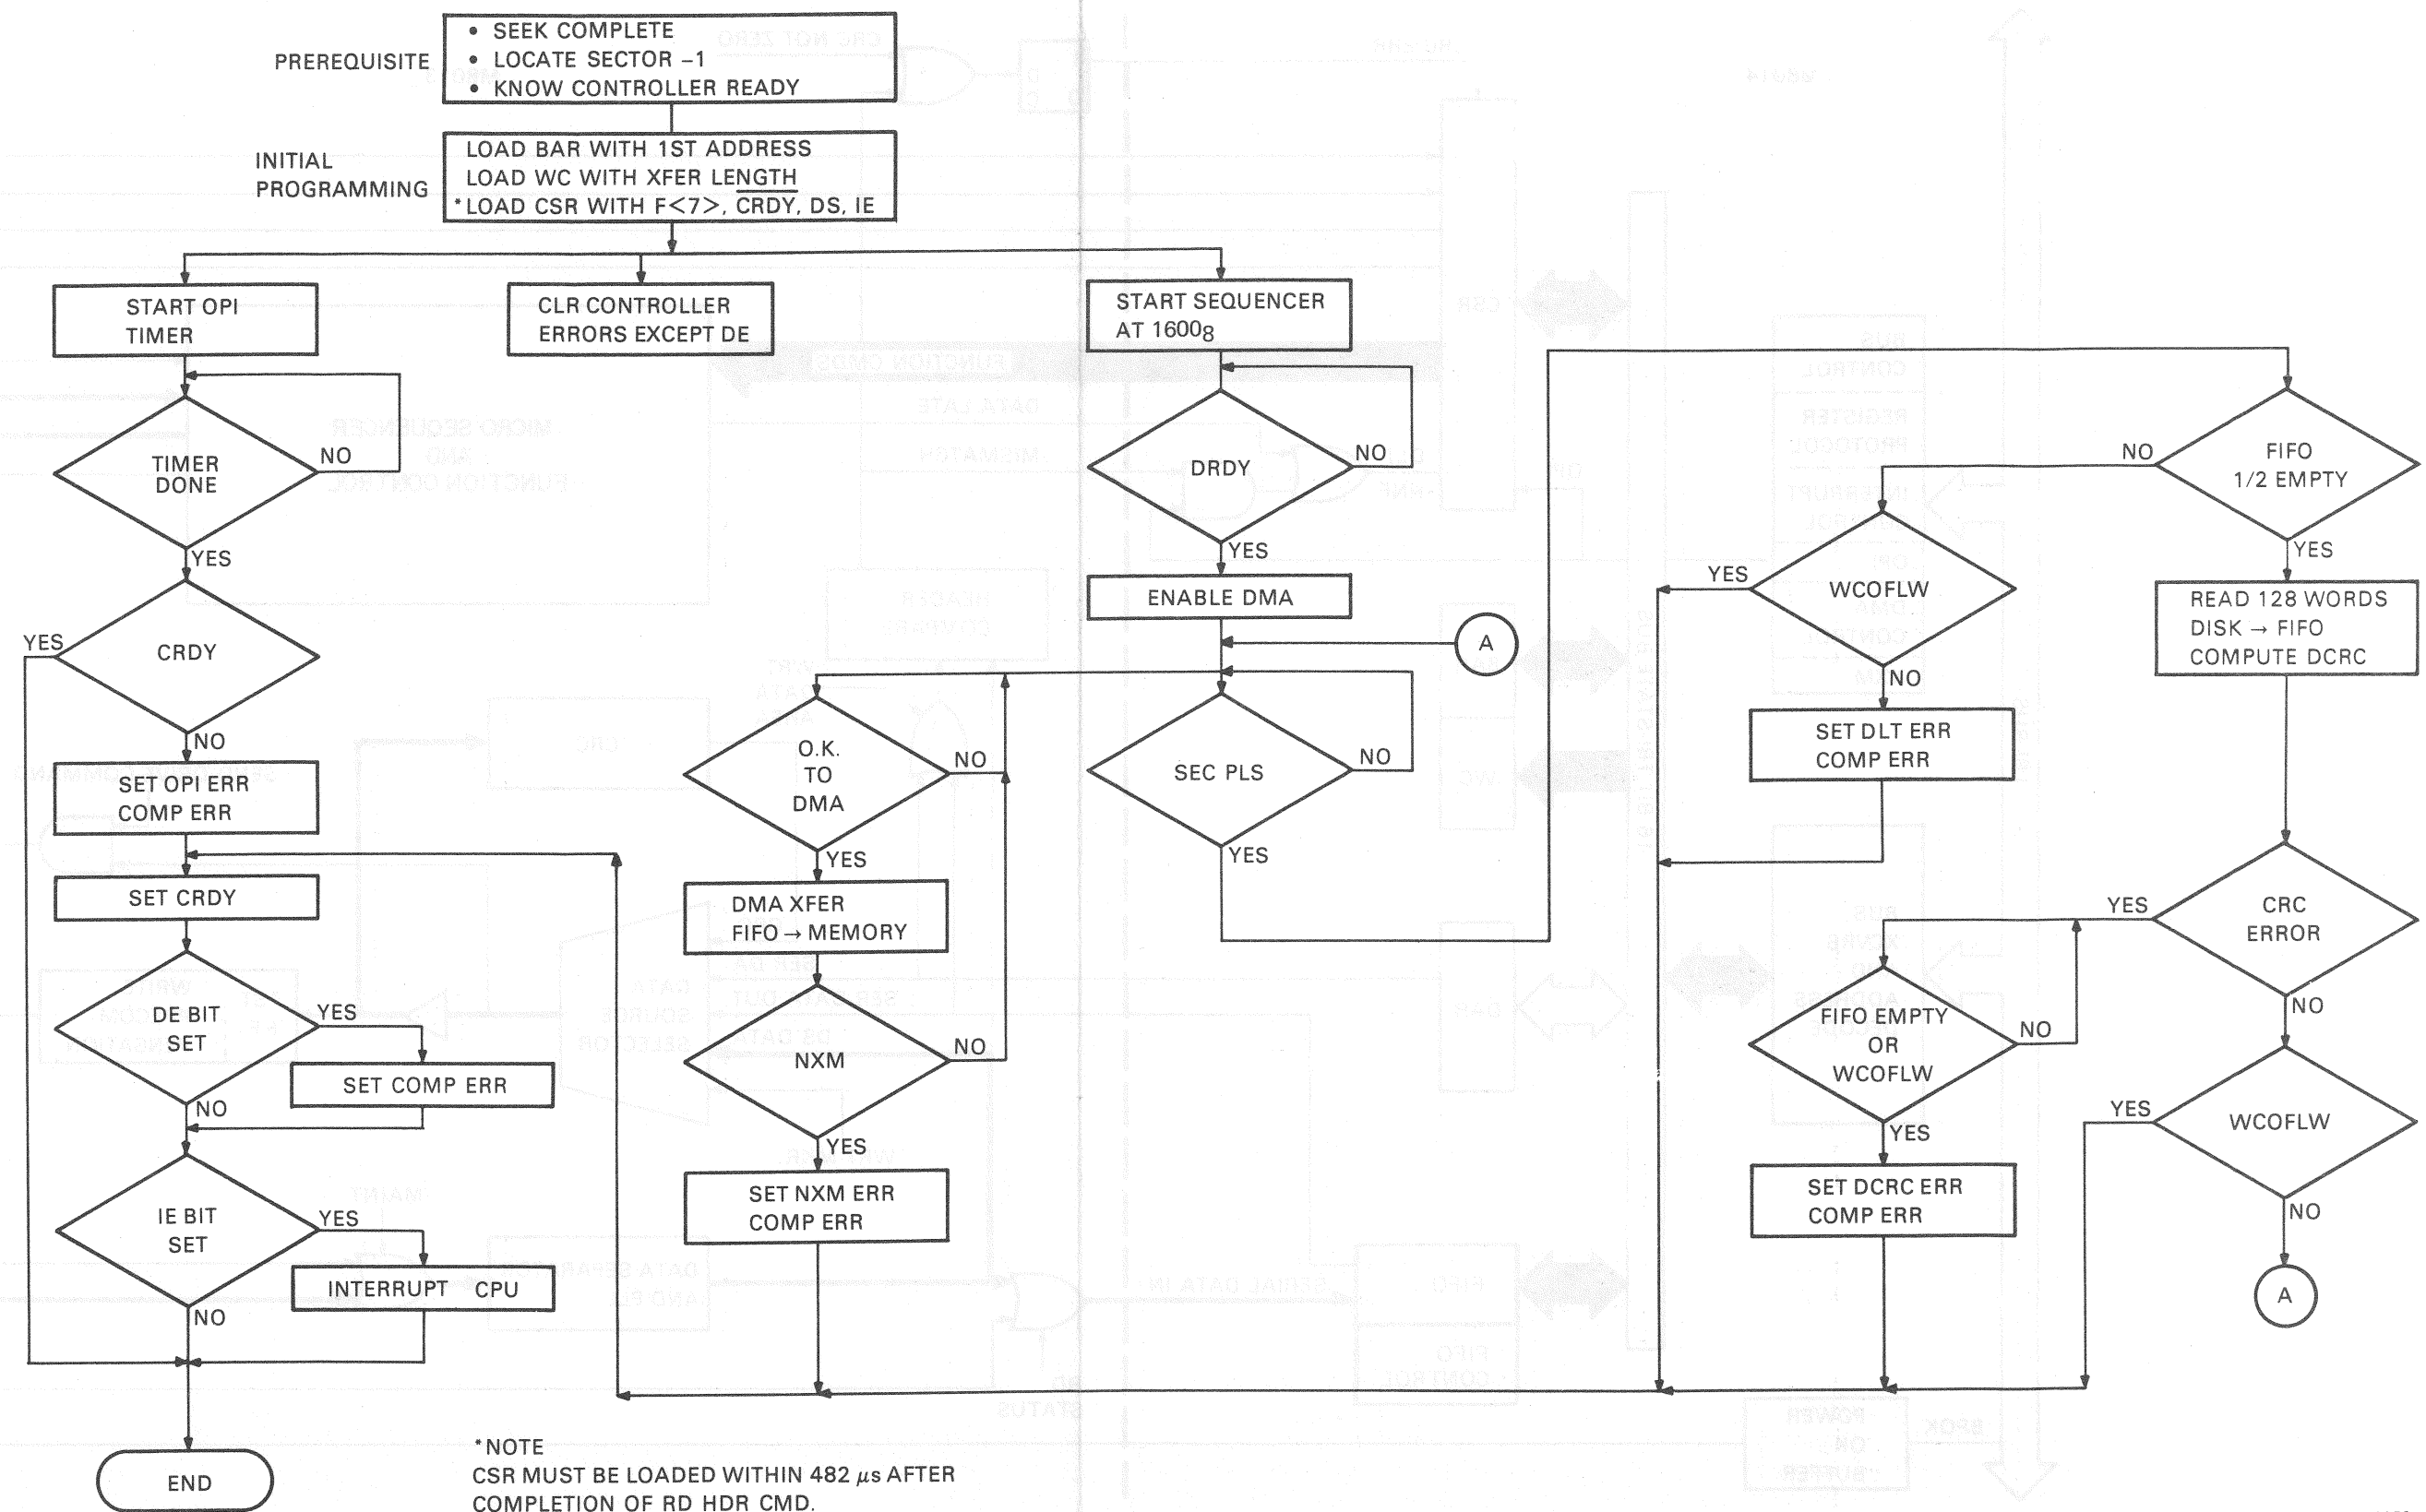 PREREQUISITE
• SEEK COMPLETE
• LOCATE SECTOR –1
• KNOW CONTROLLER READY
INITIAL
PROGRAMMING
LOAD BAR WITH 1ST ADDRESS
LOAD WC WITH XFER LENGTH
*LOAD CSR WITH F<7>, CRDY, DS, IE
START OPI
TIMER
TIMER
DONE
NO
YES
CRDY
YES
NO
SET OPI ERR
COMP ERR
SET CRDY
DE BIT
SET
YES
SET COMP ERR
NO
IE BIT
SET
YES
INTERRUPT CPU
NO
END
CLR CONTROLLER
ERRORS EXCEPT DE
START SEQUENCER
AT 1600₈
DRDY
NO
YES
ENABLE DMA
A
O.K.
TO
DMA
NO
YES
DMA XFER
FIFO → MEMORY
NXM
NO
YES
SET NXM ERR
COMP ERR
SEC PLS
NO
YES
FIFO
1/2 EMPTY
NO
YES
WCOFLW
YES
NO
SET DLT ERR
COMP ERR
READ 128 WORDS
DISK → FIFO
COMPUTE DCRC
CRC
ERROR
YES
NO
FIFO EMPTY
OR
WCOFLW
NO
YES
SET DCRC ERR
COMP ERR
WCOFLW
YES
NO
A
*NOTE
CSR MUST BE LOADED WITHIN 482 μs AFTER
COMPLETION OF RD HDR CMD.